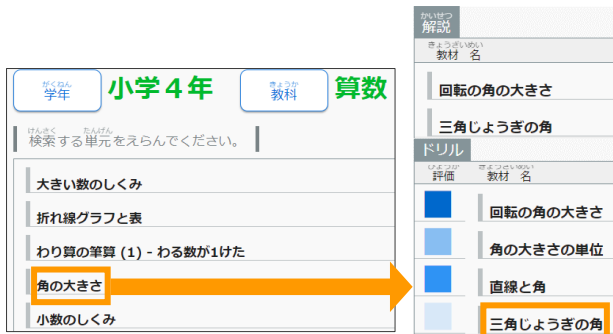 がくねん
学年
小学4年
きょうか
教科
算数
けんさく たんげん
検索する単元をえらんでください。
大きい数のしくみ
折れ線グラフと表
わり算の筆算 (1) - わる数が1けた
角の大きさ
小数のしくみ
かいせつ
解説
きょうざいめい
教材 名
回転の角の大きさ
三角じょうぎの角
ドリル
ひょうか きょうざいめい
評価 教材 名
回転の角の大きさ
角の大きさの単位
直線と角
三角じょうぎの角